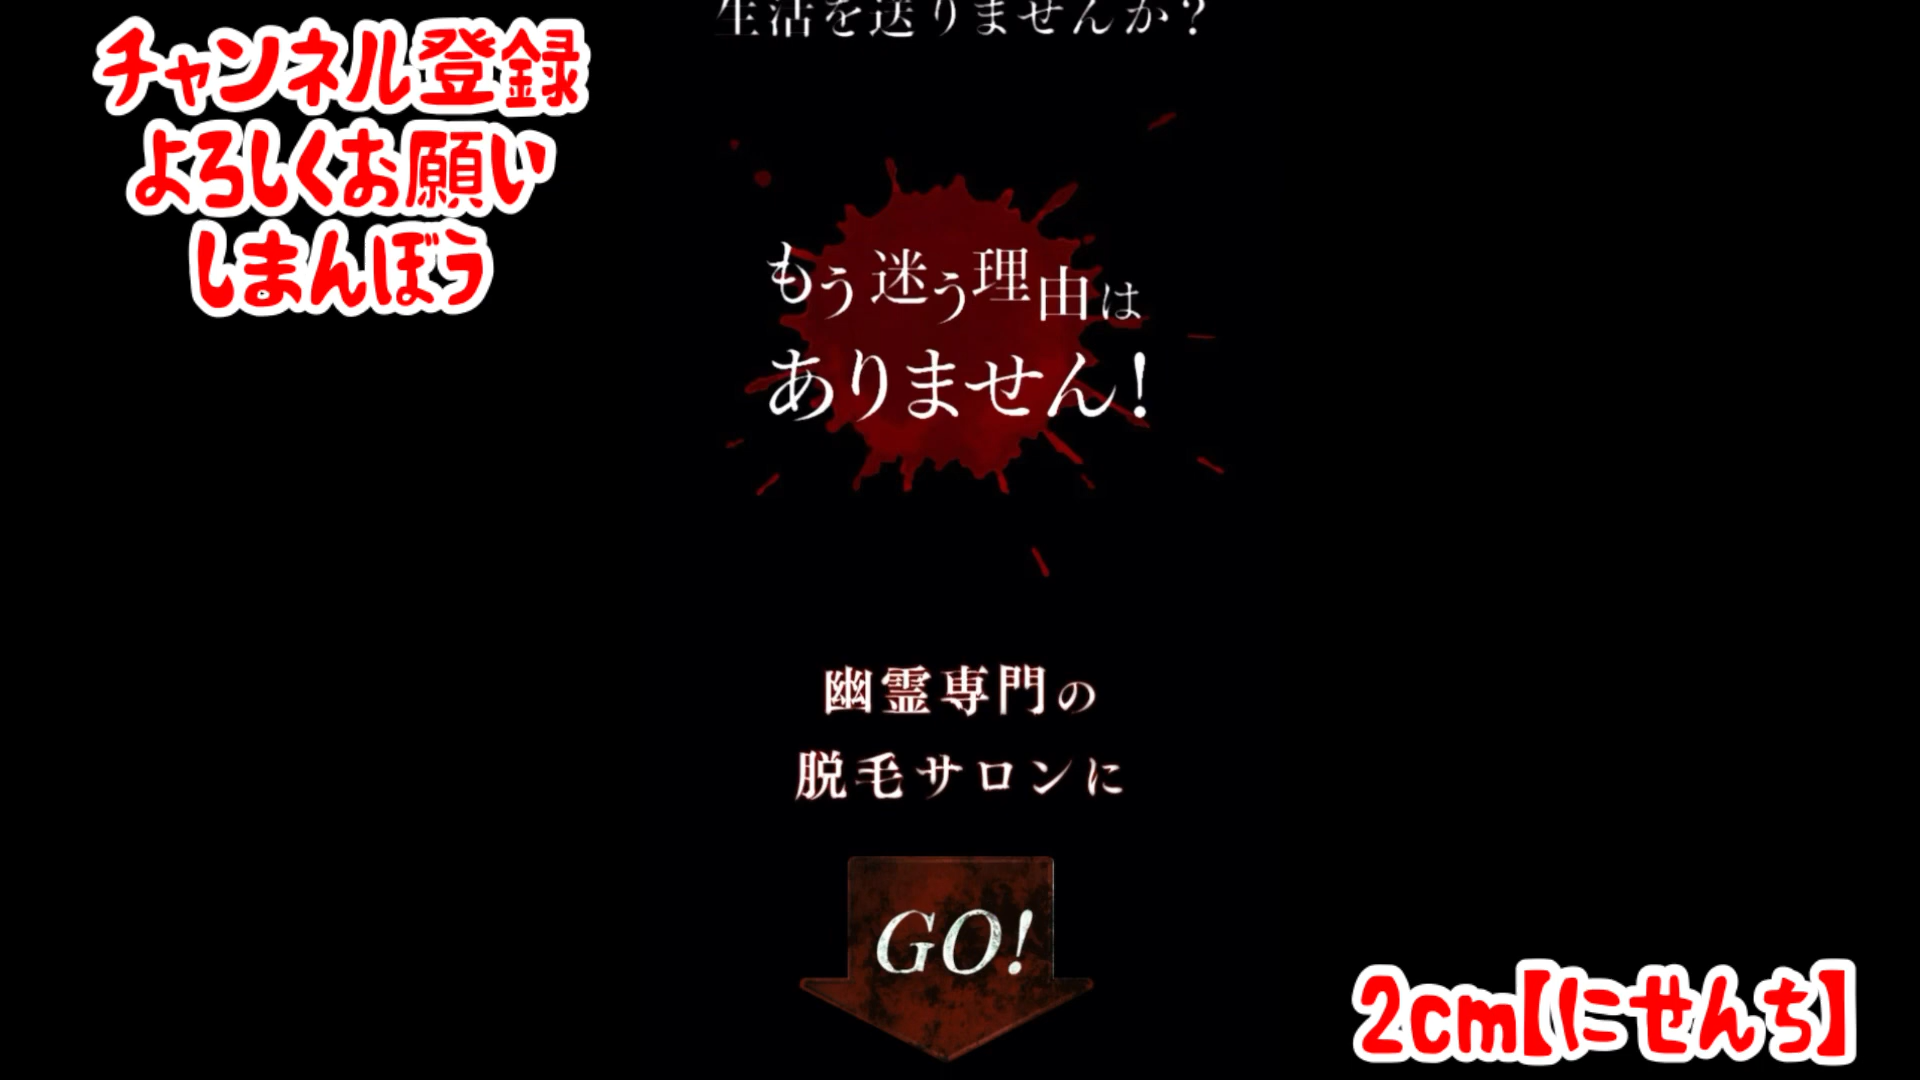 チャンネル登録
よろしくお願い
しまんぼう
生活を送りませんか？
もう迷う理由は
ありません!
幽霊専門の
脱毛サロンに
GO!
2cm【にせんち】